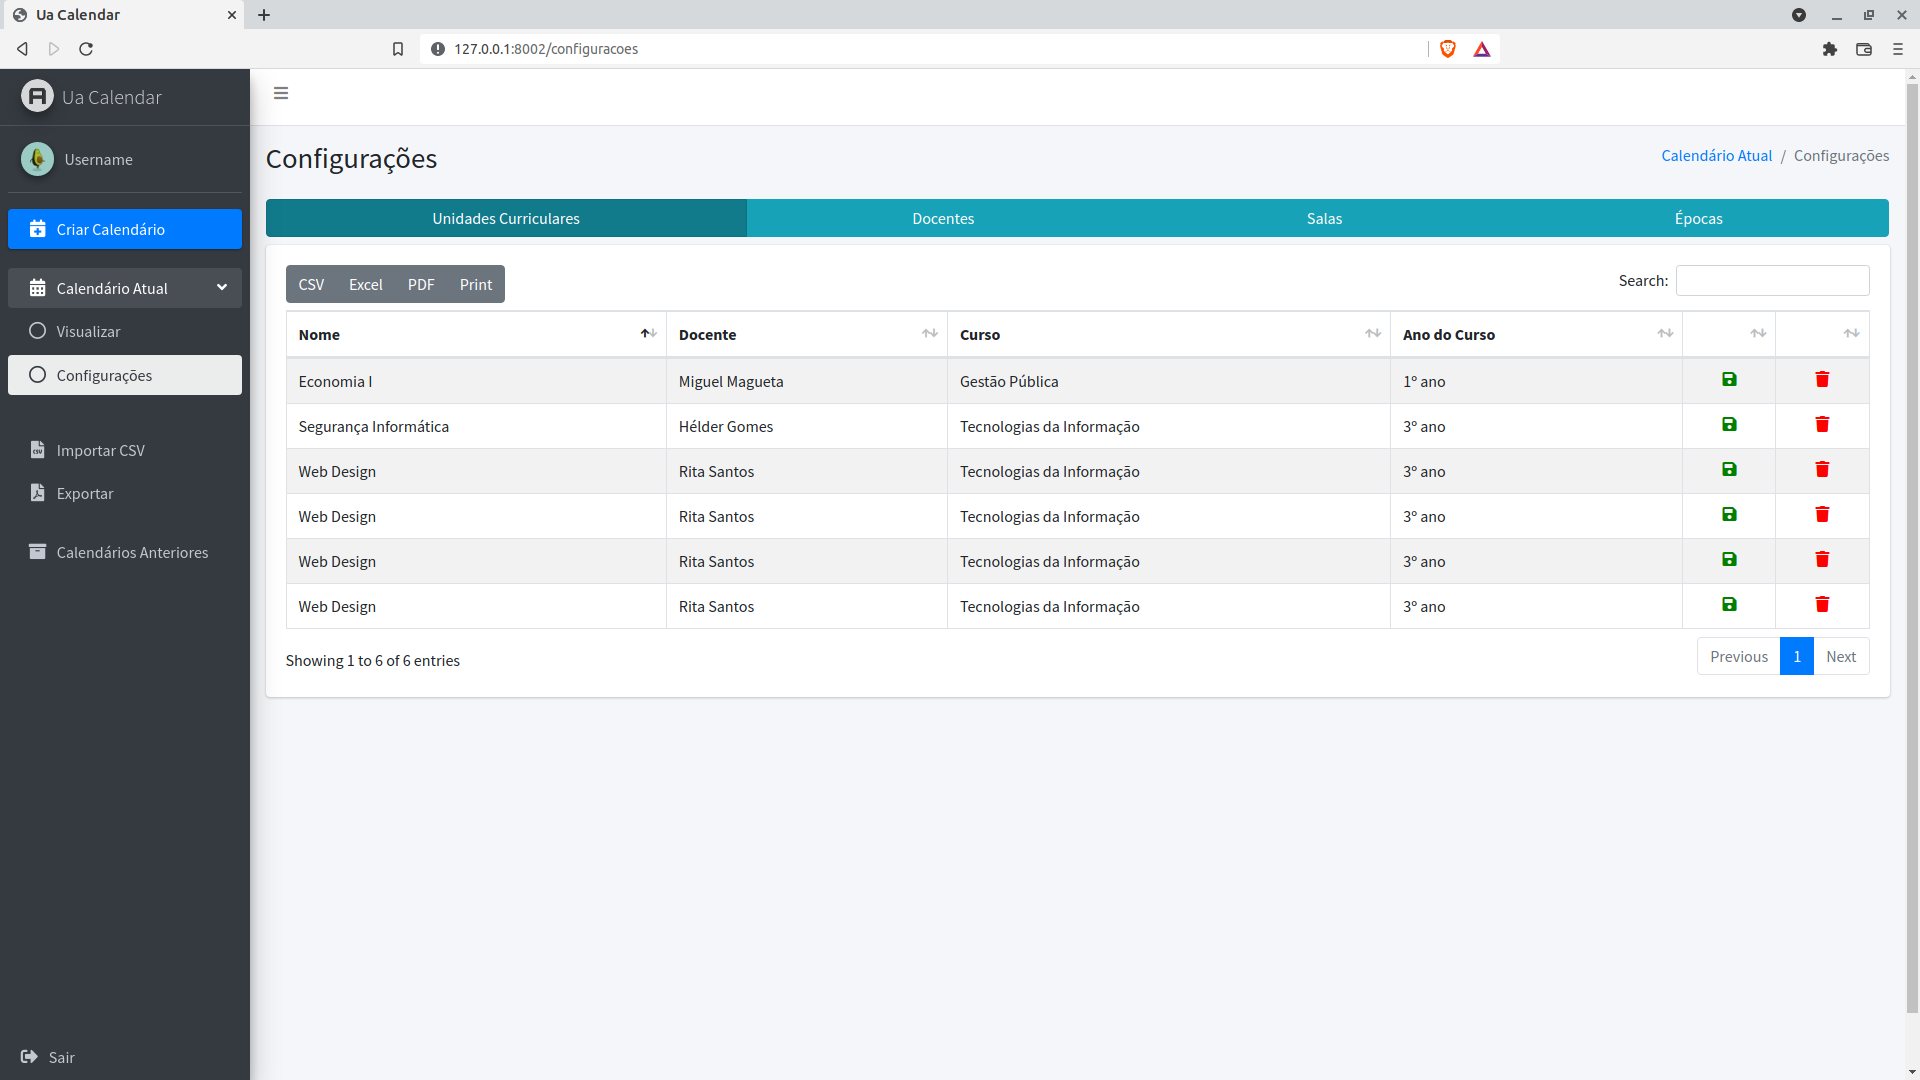 Ua Calendar
127.0.0.1:8002/configuracoes
Ua Calendar
Username
Criar Calendário
Calendário Atual
Visualizar
Configurações
Importar CSV
Exportar
Calendários Anteriores
Sair
Configurações
Calendário Atual / Configurações
Unidades Curriculares Docentes Salas Épocas
CSV Excel PDF Print
Search:
Nome Docente Curso Ano do Curso
Economia I Miguel Magueta Gestão Pública 1º ano
Segurança Informática Hélder Gomes Tecnologias da Informação 3º ano
Web Design Rita Santos Tecnologias da Informação 3º ano
Web Design Rita Santos Tecnologias da Informação 3º ano
Web Design Rita Santos Tecnologias da Informação 3º ano
Web Design Rita Santos Tecnologias da Informação 3º ano
Showing 1 to 6 of 6 entries
Previous 1 Next